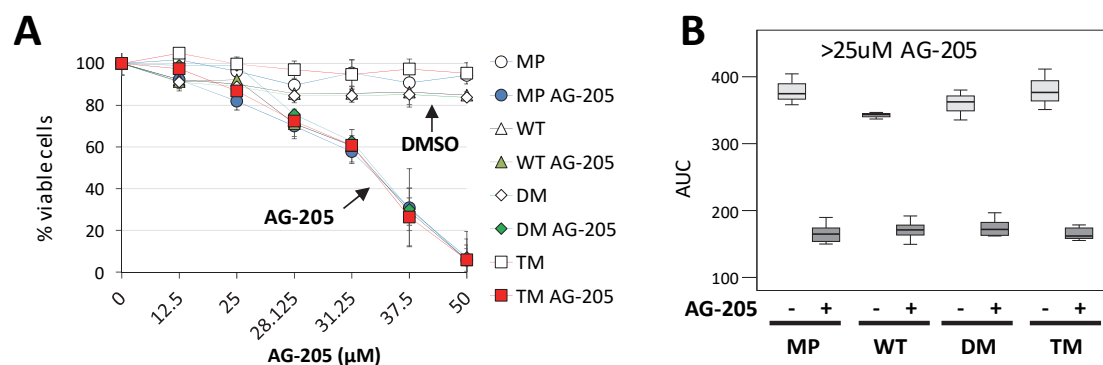 A
% viable cells
120
100
80
60
40
20
0
DMSO
AG-205
0
12.5
25
28.125
31.25
37.5
50
AG-205 (µM)
MP
MP AG-205
WT
WT AG-205
DM
DM AG-205
TM
TM AG-205
B
>25uM AG-205
AUC
400
300
200
100
AG-205 - + - + - + - +
MP WT DM TM